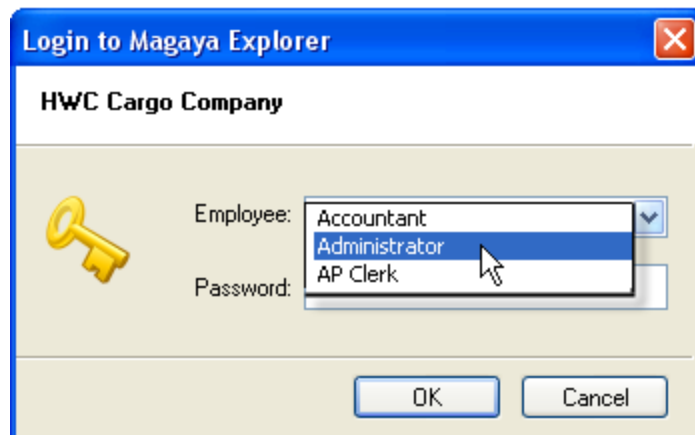 Login to Magaya Explorer
HWC Cargo Company
Employee:
Accountant
Administrator
AP Clerk
Password:
OK
Cancel